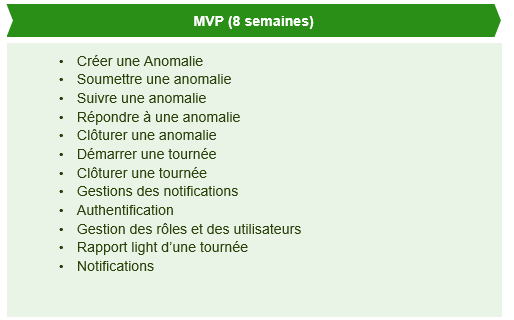 MVP (8 semaines)
• Créer une Anomalie
• Soumettre une anomalie
• Suivre une anomalie
• Répondre à une anomalie
• Clôturer une anomalie
• Démarrer une tournée
• Clôturer une tournée
• Gestions des notifications
• Authentification
• Gestion des rôles et des utilisateurs
• Rapport light d’une tournée
• Notifications